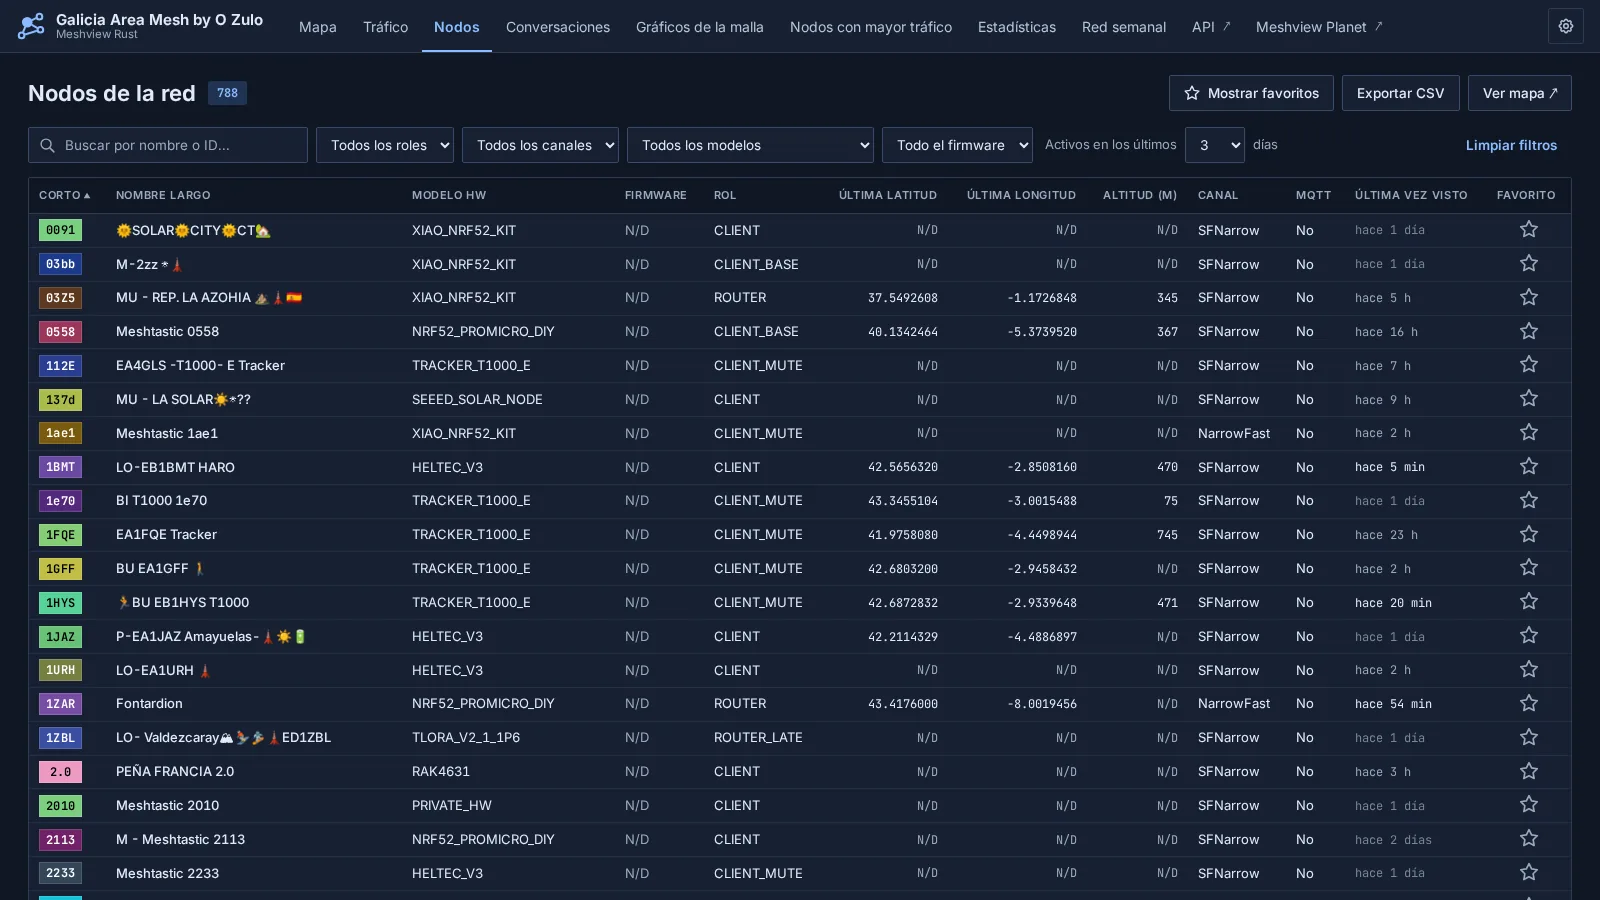 Galicia Area Mesh by O Zulo
Meshview Rust
Mapa Tráfico Nodos Conversaciones Gráficos de la malla Nodos con mayor tráfico Estadísticas Red semanal API ↗ Meshview Planet ↗
Nodos de la red 788
Mostrar favoritos Exportar CSV Ver mapa ↗
Buscar por nombre o ID... Todos los roles Todos los canales Todos los modelos Todo el firmware Activos en los últimos 3 días Limpiar filtros
CORTO ▲ NOMBRE LARGO MODELO HW FIRMWARE ROL ÚLTIMA LATITUD ÚLTIMA LONGITUD ALTITUD (M) CANAL MQTT ÚLTIMA VEZ VISTO FAVORITO
0091 🌞SOLAR🌞CITY🌞CT🏡 XIAO_NRF52_KIT N/D CLIENT N/D N/D N/D SFNarrow No hace 1 día
03bb M-2zz * 🗼 XIAO_NRF52_KIT N/D CLIENT_BASE N/D N/D N/D SFNarrow No hace 1 día
03Z5 MU - REP. LA AZOHIA ⛰️🗼🇪🇸 XIAO_NRF52_KIT N/D ROUTER 37.5492608 -1.1726848 345 SFNarrow No hace 5 h
0558 Meshtastic 0558 NRF52_PROMICRO_DIY N/D CLIENT_BASE 40.1342464 -5.3739520 367 SFNarrow No hace 16 h
112E EA4GLS -T1000- E Tracker TRACKER_T1000_E N/D CLIENT_MUTE N/D N/D N/D SFNarrow No hace 7 h
137d MU - LA SOLAR☀️*?? SEEED_SOLAR_NODE N/D CLIENT N/D N/D N/D SFNarrow No hace 9 h
1ae1 Meshtastic 1ae1 XIAO_NRF52_KIT N/D CLIENT_MUTE N/D N/D N/D NarrowFast No hace 2 h
1BMT LO-EB1BMT HARO HELTEC_V3 N/D CLIENT 42.5656320 -2.8508160 470 SFNarrow No hace 5 min
1e70 BI T1000 1e70 TRACKER_T1000_E N/D CLIENT_MUTE 43.3455104 -3.0015488 75 SFNarrow No hace 1 día
1FQE EA1FQE Tracker TRACKER_T1000_E N/D CLIENT_MUTE 41.9758080 -4.4498944 745 SFNarrow No hace 23 h
1GFF BU EA1GFF 🚶 TRACKER_T1000_E N/D CLIENT_MUTE 42.6803200 -2.9458432 N/D SFNarrow No hace 2 h
1HYS 🏃BU EB1HYS T1000 TRACKER_T1000_E N/D CLIENT_MUTE 42.6872832 -2.9339648 471 SFNarrow No hace 20 min
1JAZ P-EA1JAZ Amayuelas-🗼☀️🔋 HELTEC_V3 N/D CLIENT 42.2114329 -4.4886897 N/D SFNarrow No hace 1 día
1URH LO-EA1URH 🗼 HELTEC_V3 N/D CLIENT N/D N/D N/D SFNarrow No hace 2 h
1ZAR Fontardion NRF52_PROMICRO_DIY N/D ROUTER 43.4176000 -8.0019456 N/D NarrowFast No hace 54 min
1ZBL LO- Valdezcaray🏔⛷️🏂🗼ED1ZBL TLORA_V2_1_1P6 N/D ROUTER_LATE N/D N/D N/D SFNarrow No hace 1 día
2.0 PEÑA FRANCIA 2.0 RAK4631 N/D CLIENT N/D N/D N/D SFNarrow No hace 3 h
2010 Meshtastic 2010 PRIVATE_HW N/D CLIENT N/D N/D N/D SFNarrow No hace 1 día
2113 M - Meshtastic 2113 NRF52_PROMICRO_DIY N/D CLIENT N/D N/D N/D SFNarrow No hace 2 días
2233 Meshtastic 2233 HELTEC_V3 N/D CLIENT_MUTE N/D N/D N/D SFNarrow No hace 1 día